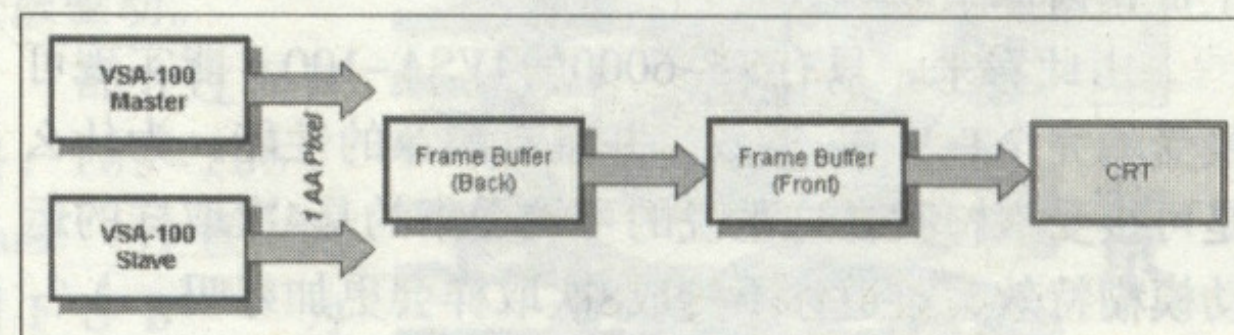 VSA-100
Master
1 AA Pixel
VSA-100
Slave
Frame Buffer
(Back)
Frame Buffer
(Front)
CRT